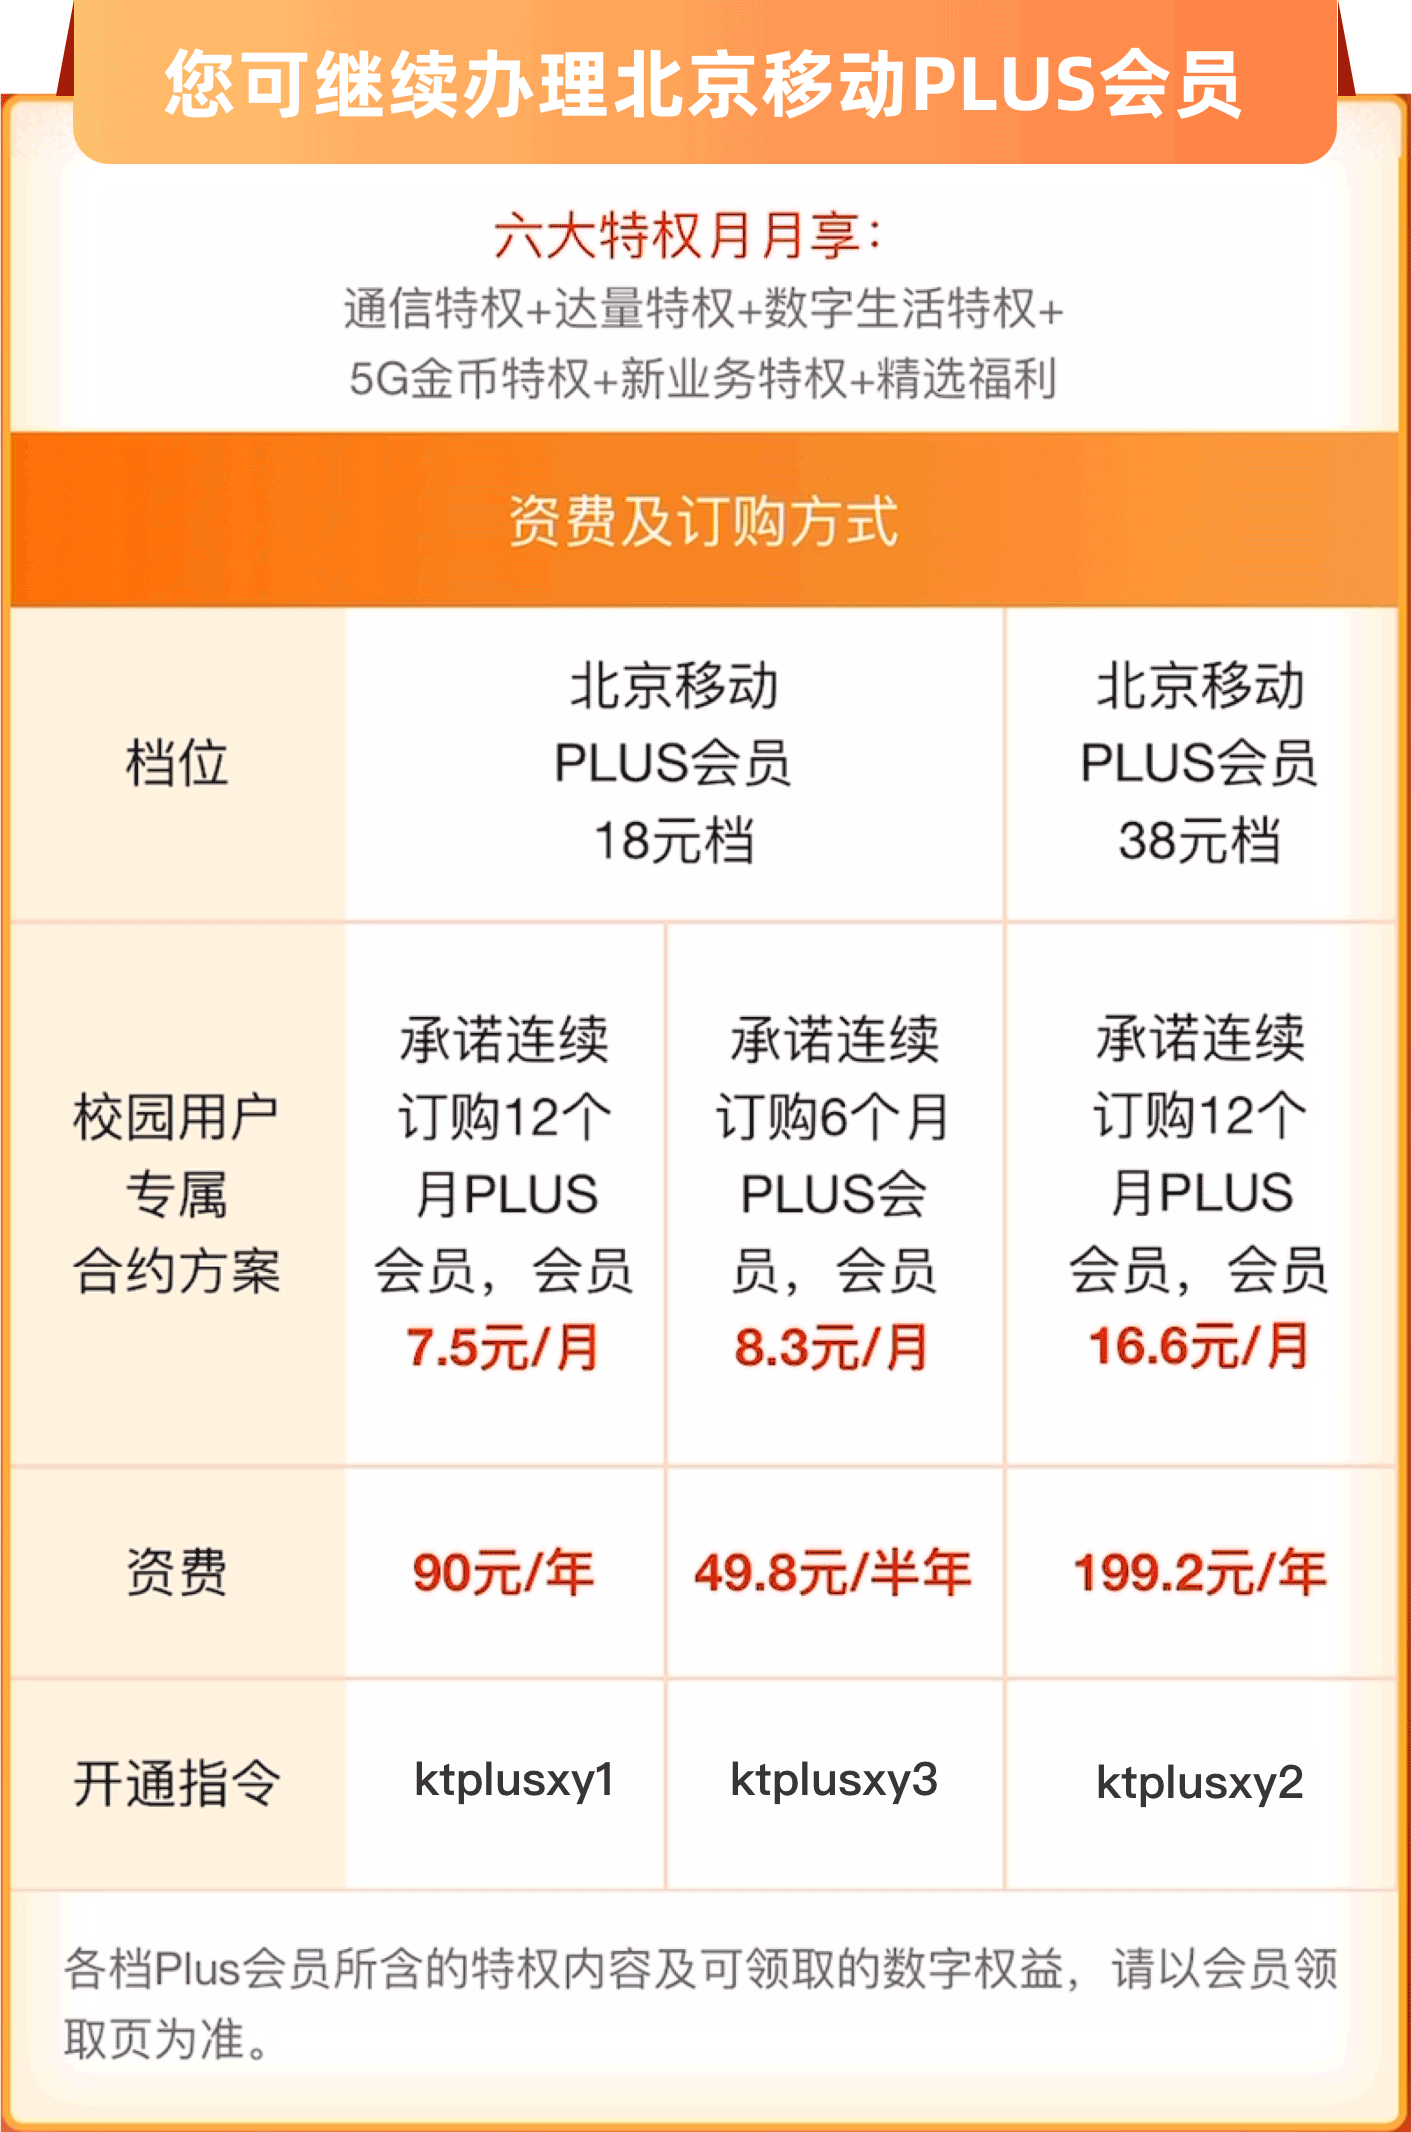 您可继续办理北京移动PLUS会员
六大特权月月享：
通信特权+达量特权+数字生活特权+
5G金币特权+新业务特权+精选福利
资费及订购方式
档位
北京移动
PLUS会员
18元档
北京移动
PLUS会员
38元档
校园用户
专属
合约方案
承诺连续
订购12个
月PLUS
会员，会员
7.5元/月
承诺连续
订购6个月
PLUS会
员，会员
8.3元/月
承诺连续
订购12个
月PLUS
会员，会员
16.6元/月
资费
90元/年
49.8元/半年
199.2元/年
开通指令
ktplusxy1
ktplusxy3
ktplusxy2
各档Plus会员所含的特权内容及可领取的数字权益，请以会员领
取页为准。